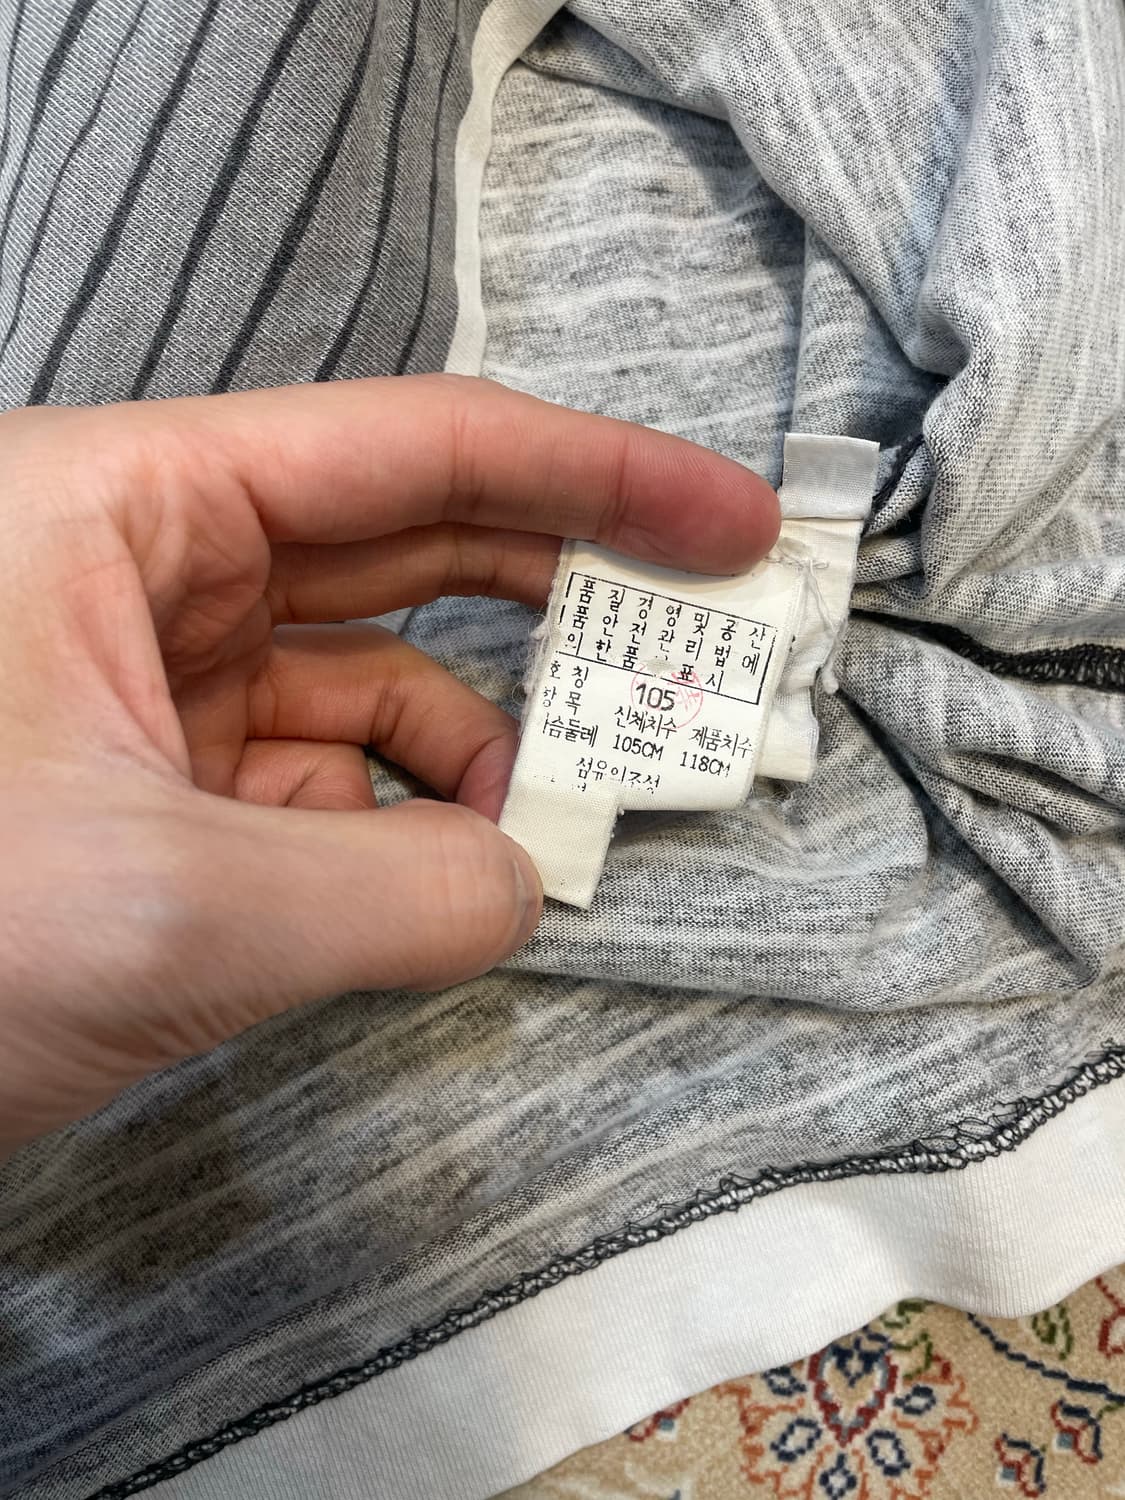 품 질 경 영 및 공 산
품 안 전 관 리 법 에
의 한 품 표 시
호 칭 105
항 목 신체치수 제품치수
가슴둘레 105CM 118CM
섬유의조성